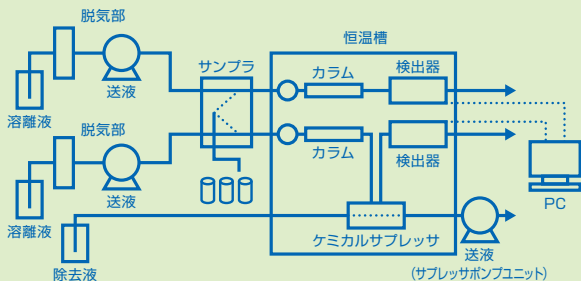 脱気部
恒温槽
サンプラ
カラム
検出器
送液
溶離液
脱気部
カラム
検出器
送液
PC
溶離液
ケミカルサプレッサ
除去液
送液
(サプレッサポンプユニット)